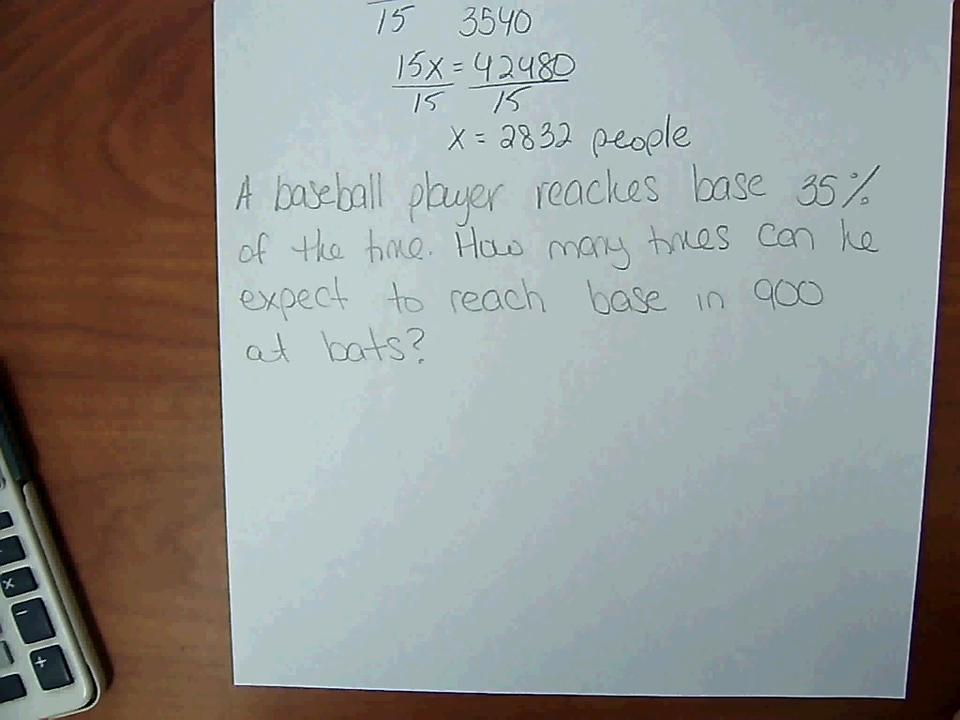 15 3540
15x = 42480
15 15
x = 2832 people
A baseball player reaches base 35%
of the time. How many times can he
expect to reach base in 900
at bats?
x
-
+